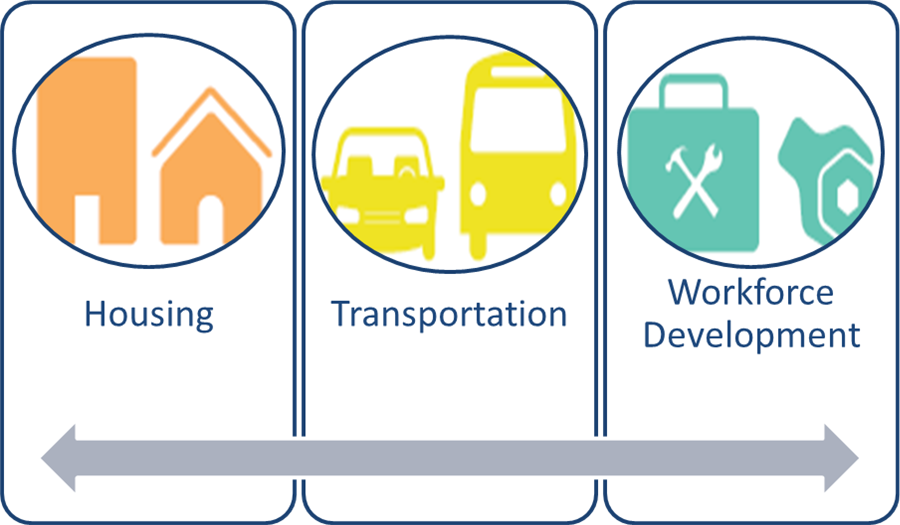 Housing
Transportation
Workforce
Development